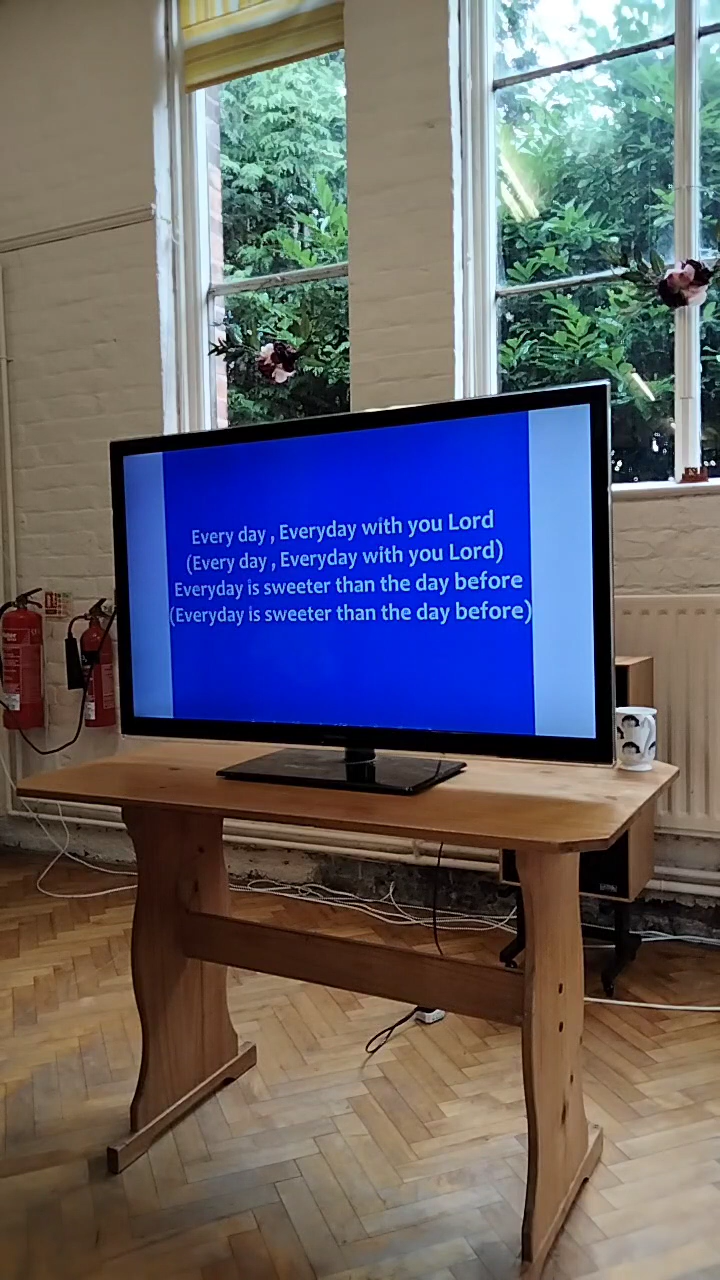 Every day , Everyday with you Lord
(Every day , Everyday with you Lord)
Everyday is sweeter than the day before
(Everyday is sweeter than the day before)